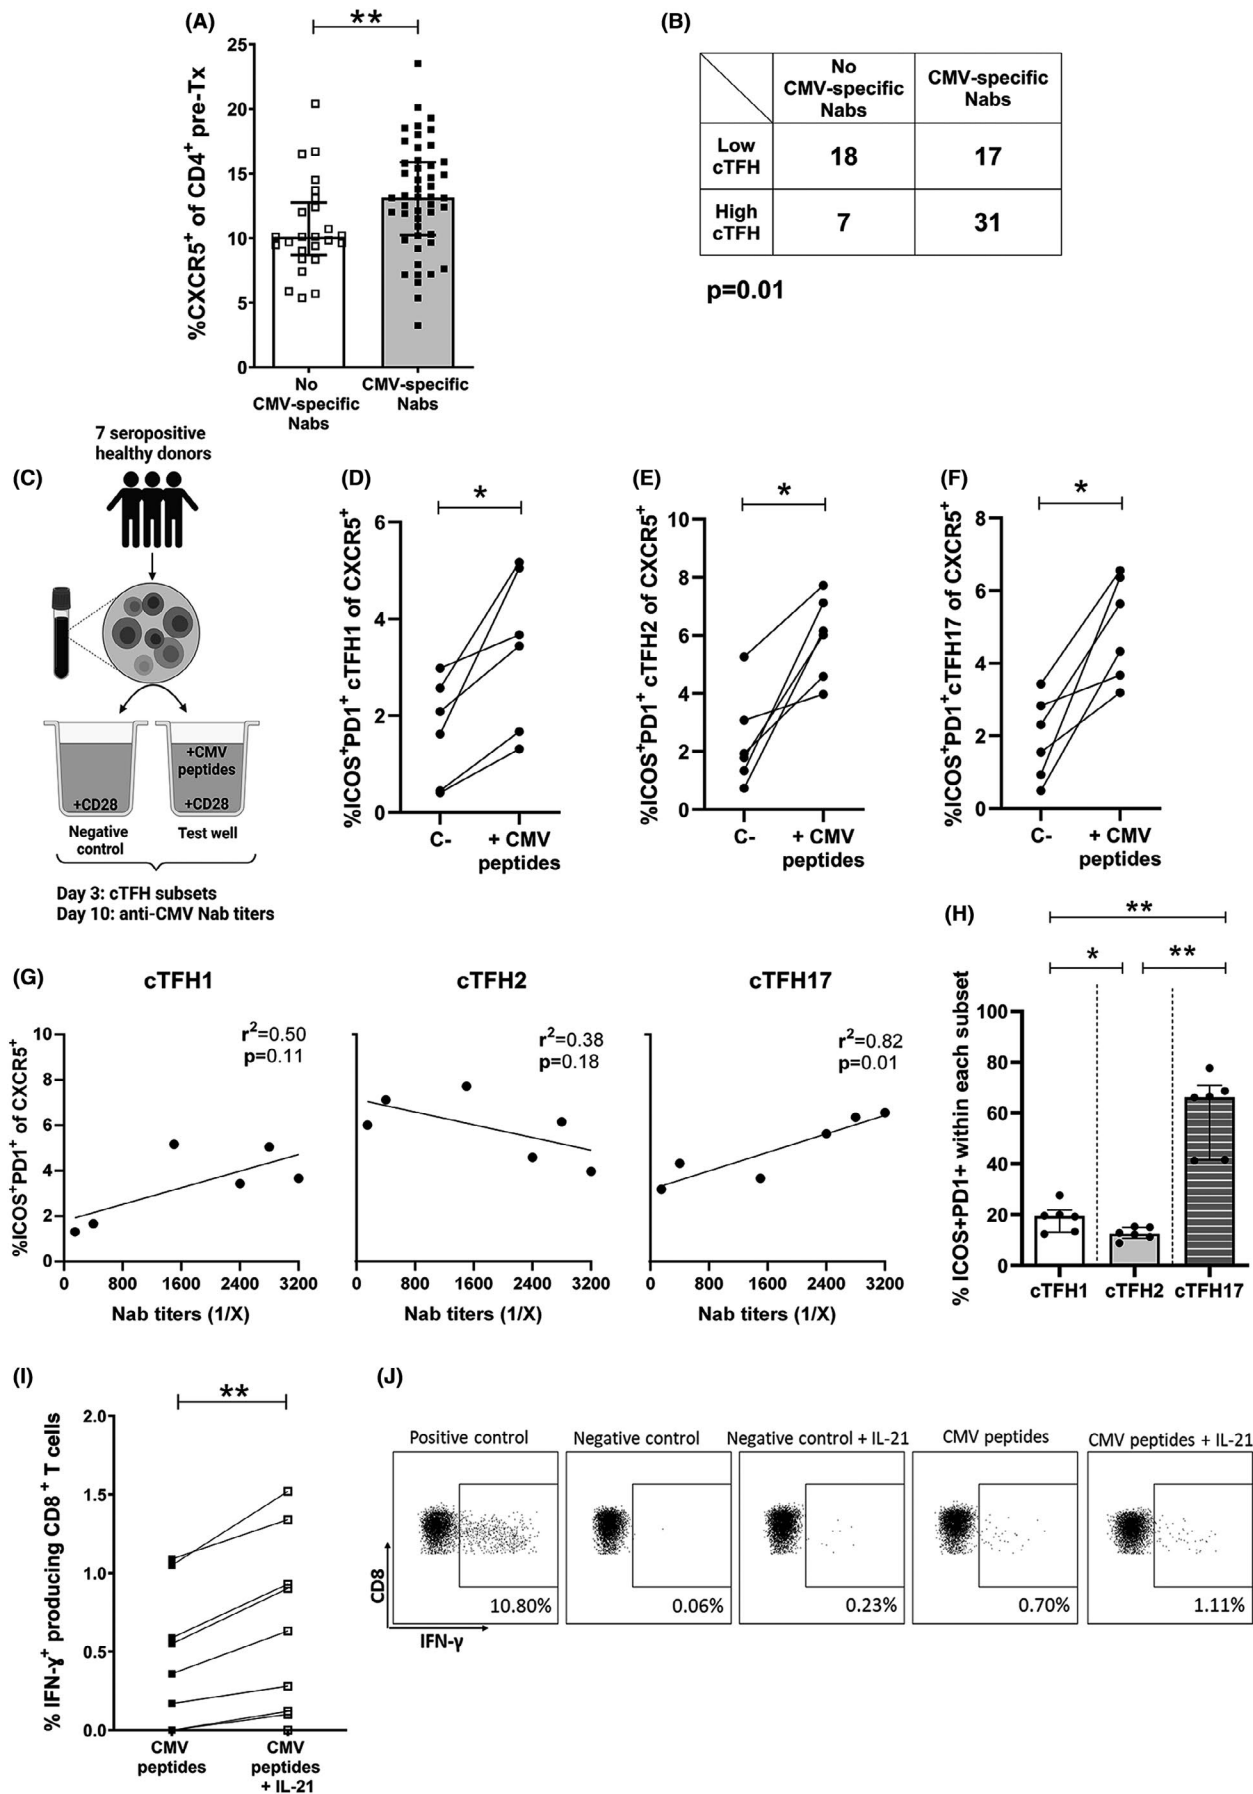 (A)
**
%CXCR5+ of CD4+ pre-Tx
25
20
15
10
5
0
No
CMV-specific
Nabs
CMV-specific
Nabs
(B)
No
CMV-specific
Nabs
CMV-specific
Nabs
Low
cTFH
18
17
High
cTFH
7
31
p=0.01
(C)
7 seropositive
healthy donors
+CD28
+CMV
peptides
+CD28
Negative
control
Test well
Day 3: cTFH subsets
Day 10: anti-CMV Nab titers
(D)
*
%ICOS+PD1+ cTFH1 of CXCR5+
6
4
2
0
C-
+ CMV
peptides
(E)
*
%ICOS+PD1+ cTFH2 of CXCR5+
10
8
6
4
2
0
C-
+ CMV
peptides
(F)
*
%ICOS+PD1+cTFH17 of CXCR5+
8
6
4
2
0
C-
+ CMV
peptides
(G)
%ICOS+PD1+ of CXCR5+
cTFH1
r2=0.50
p=0.11
10
8
6
4
2
0
0 800 1600 2400 3200
Nab titers (1/X)
cTFH2
r2=0.38
p=0.18
0 800 1600 2400 3200
Nab titers (1/X)
cTFH17
r2=0.82
p=0.01
0 800 1600 2400 3200
Nab titers (1/X)
(H)
**
* **
% ICOS+PD1+ within each subset
100
80
60
40
20
0
cTFH1 cTFH2 cTFH17
(I)
**
% IFN-γ+ producing CD8+ T cells
2.0
1.5
1.0
0.5
0.0
CMV
peptides
CMV
peptides
+ IL-21
(J)
Positive control
Negative control
Negative control + IL-21
CMV peptides
CMV peptides + IL-21
10.80%
0.06%
0.23%
0.70%
1.11%
CD8
IFN-γ